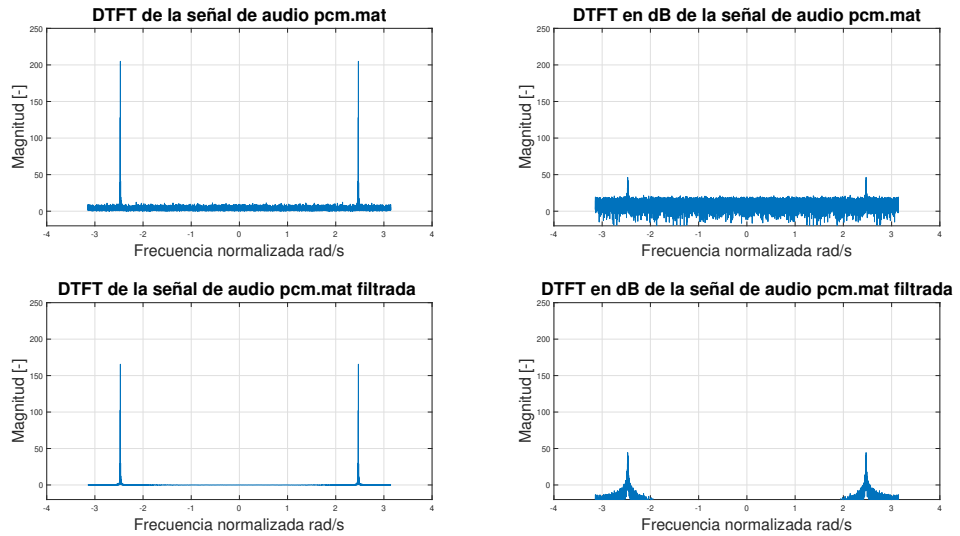 DTFT de la señal de audio pcm.mat
250
200
150
100
50
0
Magnitud [-]
-4 -3 -2 -1 0 1 2 3 4
Frecuencia normalizada rad/s
DTFT en dB de la señal de audio pcm.mat
250
200
150
100
50
0
Magnitud [-]
-4 -3 -2 -1 0 1 2 3 4
Frecuencia normalizada rad/s
DTFT de la señal de audio pcm.mat filtrada
250
200
150
100
50
0
Magnitud [-]
-4 -3 -2 -1 0 1 2 3 4
Frecuencia normalizada rad/s
DTFT en dB de la señal de audio pcm.mat filtrada
250
200
150
100
50
0
Magnitud [-]
-4 -3 -2 -1 0 1 2 3 4
Frecuencia normalizada rad/s